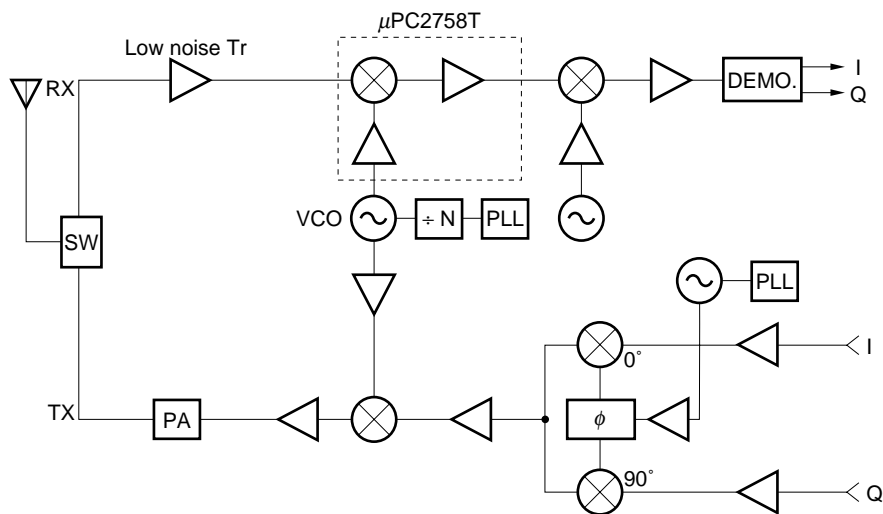 µPC2758T
Low noise Tr
RX
DEMO.
I
Q
VCO
÷ N
PLL
SW
PLL
0°
I
TX
PA
ϕ
90°
Q